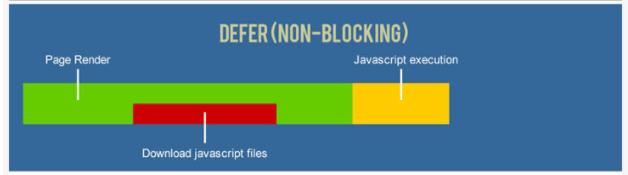 DEFER (NON-BLOCKING)
Page Render
Javascript execution
Download javascript files